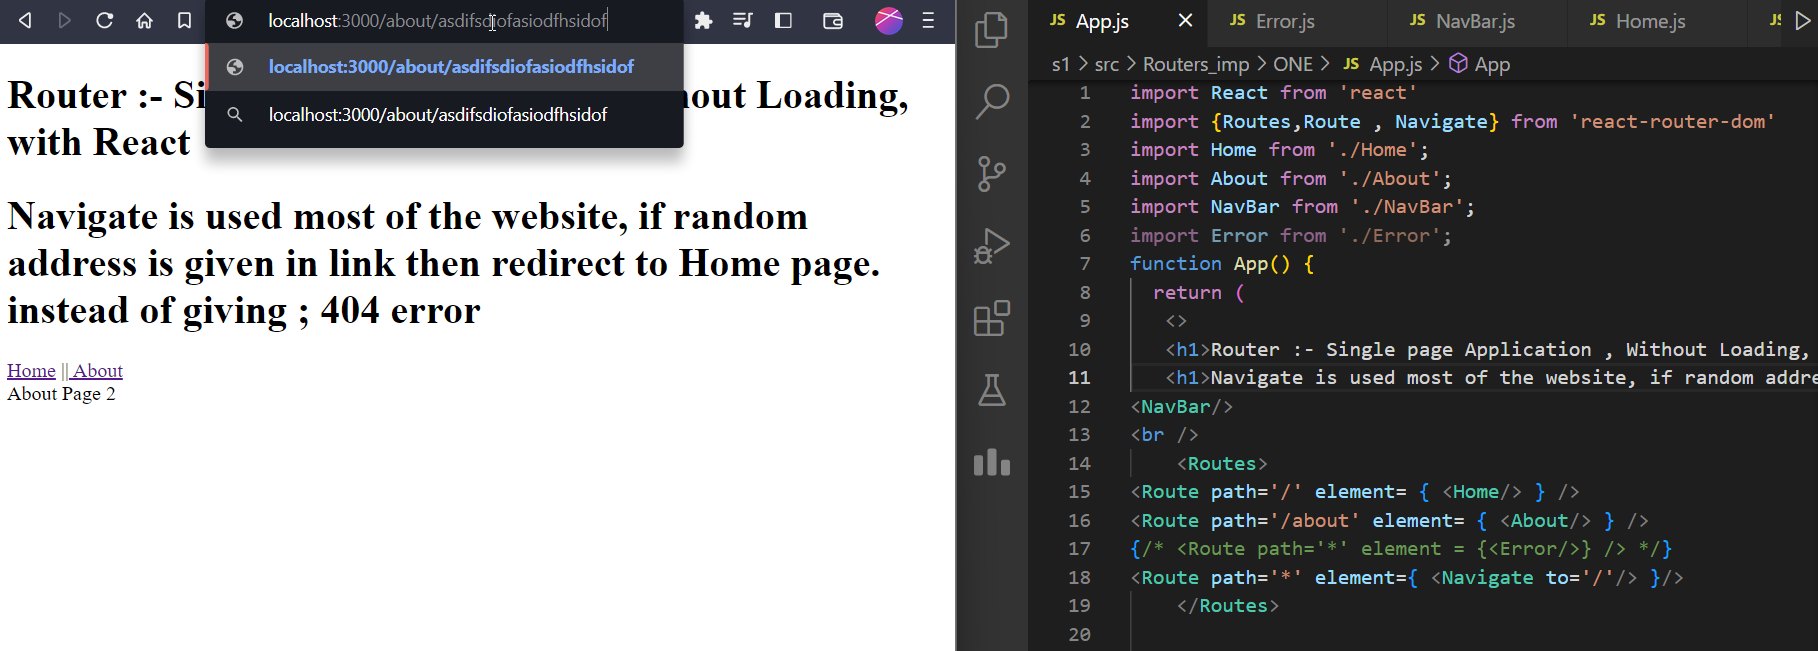 localhost:3000/about/asdifsdiofasiodfhsidof
localhost:3000/about/asdifsdiofasiodfhsidof
localhost:3000/about/asdifsdiofasiodfhsidof
Router :- Si
hout Loading,
with React
Navigate is used most of the website, if random
address is given in link then redirect to Home page.
instead of giving ; 404 error
Home || About
About Page 2
JS App.js × JS Error.js JS NavBar.js JS Home.js JS
s1 > src > Routers_imp > ONE > JS App.js > App
1 import React from 'react'
2 import {Routes,Route , Navigate} from 'react-router-dom'
3 import Home from './Home';
4 import About from './About';
5 import NavBar from './NavBar';
6 import Error from './Error';
7 function App() {
8 return (
9 <>
10 <h1>Router :- Single page Application , Without Loading,
11 <h1>Navigate is used most of the website, if random addre
12 <NavBar/>
13 <br />
14 <Routes>
15 <Route path='/' element= { <Home/> } />
16 <Route path='/about' element= { <About/> } />
17 {/* <Route path='*' element = {<Error/>} /> */}
18 <Route path='*' element={ <Navigate to='/'/> }/>
19 </Routes>
20